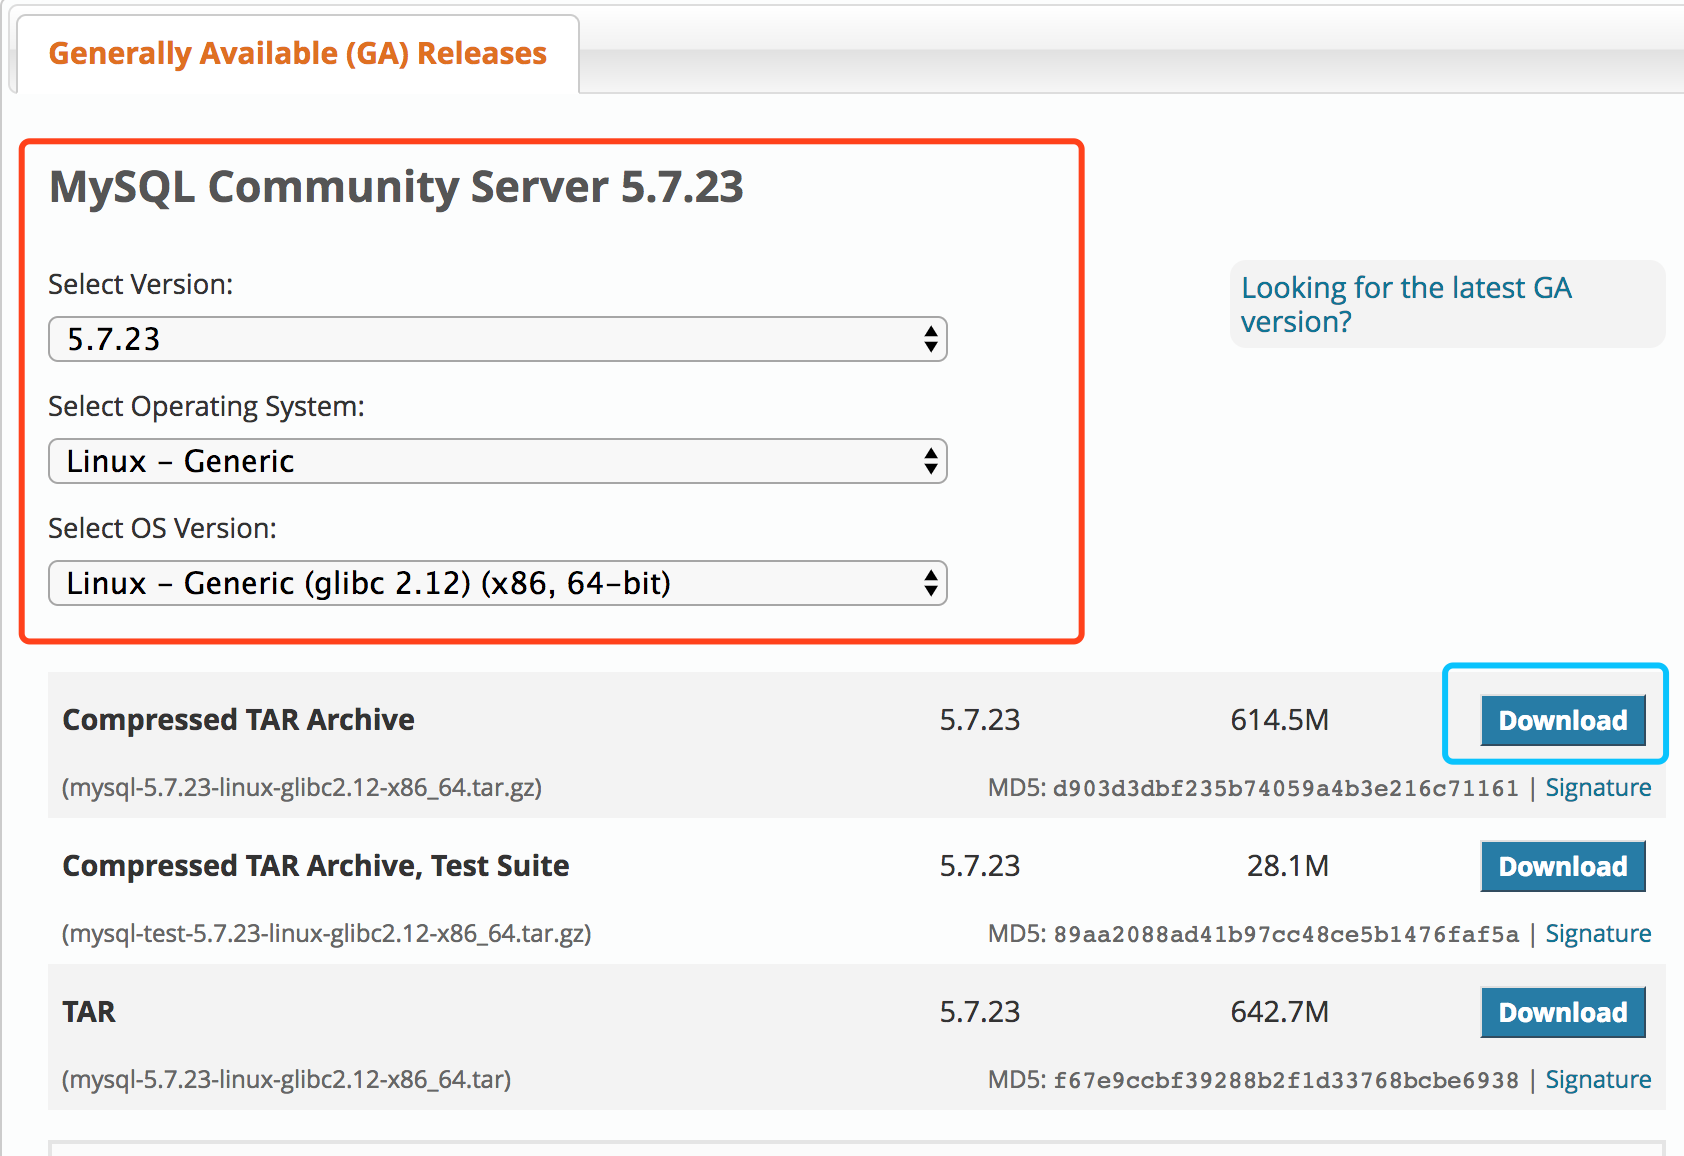 Generally Available (GA) Releases
MySQL Community Server 5.7.23
Select Version:
5.7.23
Looking for the latest GA
version?
Select Operating System:
Linux – Generic
Select OS Version:
Linux – Generic (glibc 2.12) (x86, 64-bit)
Compressed TAR Archive 5.7.23 614.5M Download
(mysql-5.7.23-linux-glibc2.12-x86_64.tar.gz) MD5: d903d3dbf235b74059a4b3e216c71161 | Signature
Compressed TAR Archive, Test Suite 5.7.23 28.1M Download
(mysql-test-5.7.23-linux-glibc2.12-x86_64.tar.gz) MD5: 89aa2088ad41b97cc48ce5b1476faf5a | Signature
TAR 5.7.23 642.7M Download
(mysql-5.7.23-linux-glibc2.12-x86_64.tar) MD5: f67e9ccbf39288b2f1d33768bcbe6938 | Signature